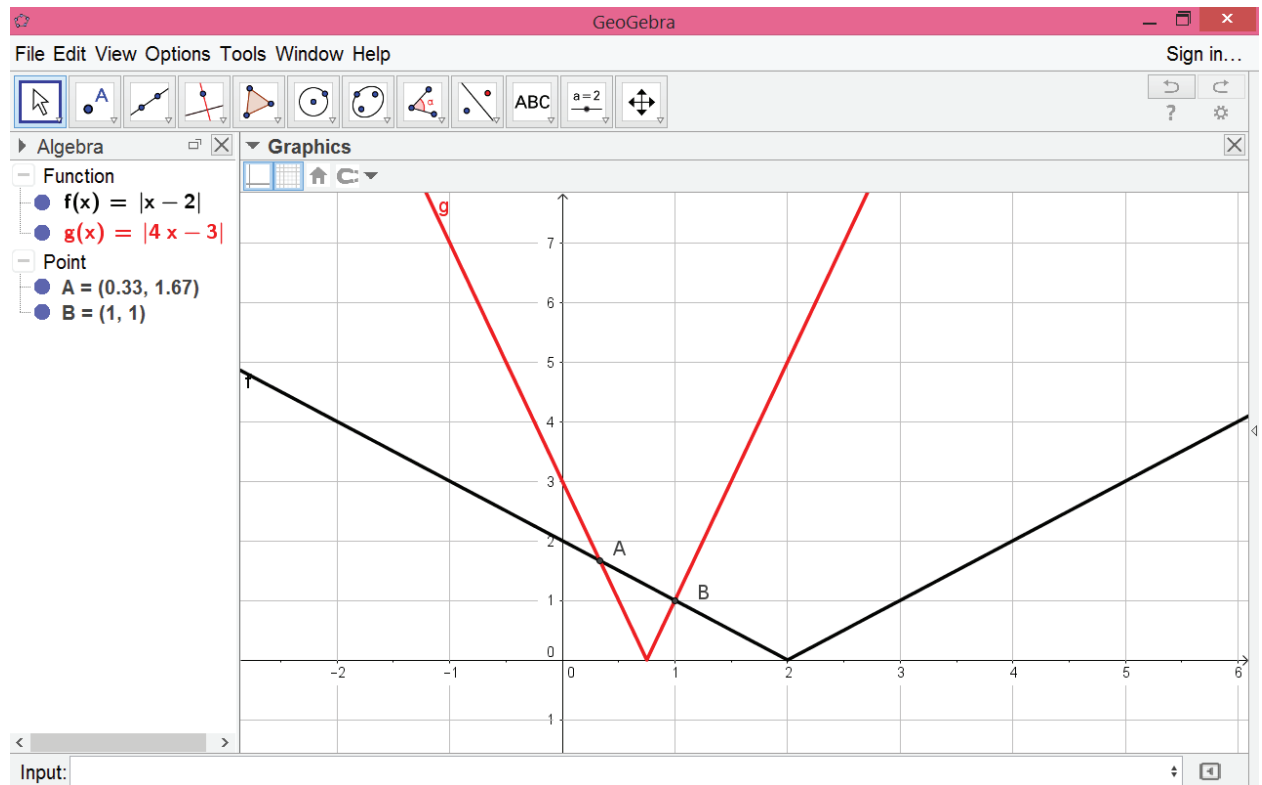 GeoGebra
File Edit View Options Tools Window Help
Sign in...
A
α
ABC
a=2
?
Algebra
Graphics
Function
f(x) = |x − 2|
g(x) = |4 x − 3|
Point
A = (0.33, 1.67)
B = (1, 1)
g
f
7
6
5
4
3
2
A
1
B
0
−2 −1 0 1 2 3 4 5 6
1
Input: